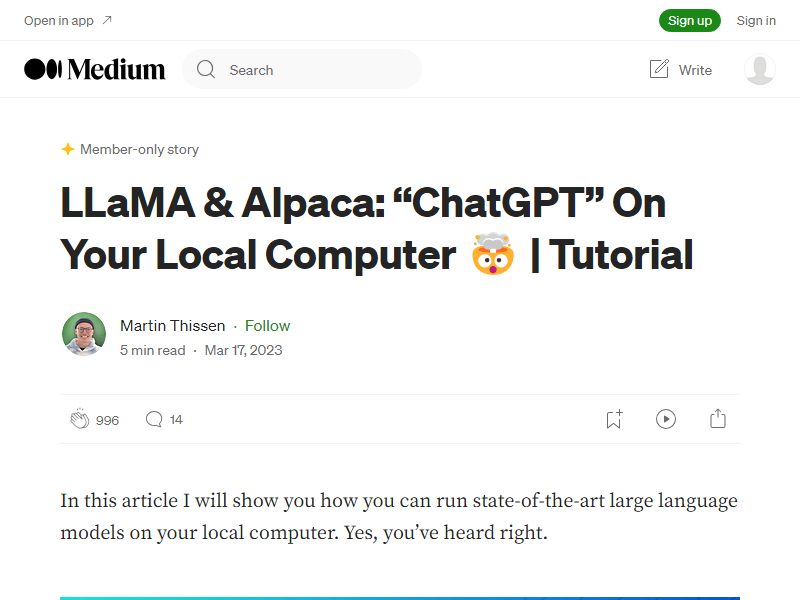 Open in app
Sign up
Sign in
Medium
Search
Write
Member-only story
LLaMA & Alpaca: “ChatGPT” On
Your Local Computer 🤯 | Tutorial
Martin Thissen · Follow
5 min read · Mar 17, 2023
996
14
In this article I will show you how you can run state-of-the-art large language
models on your local computer. Yes, you’ve heard right.